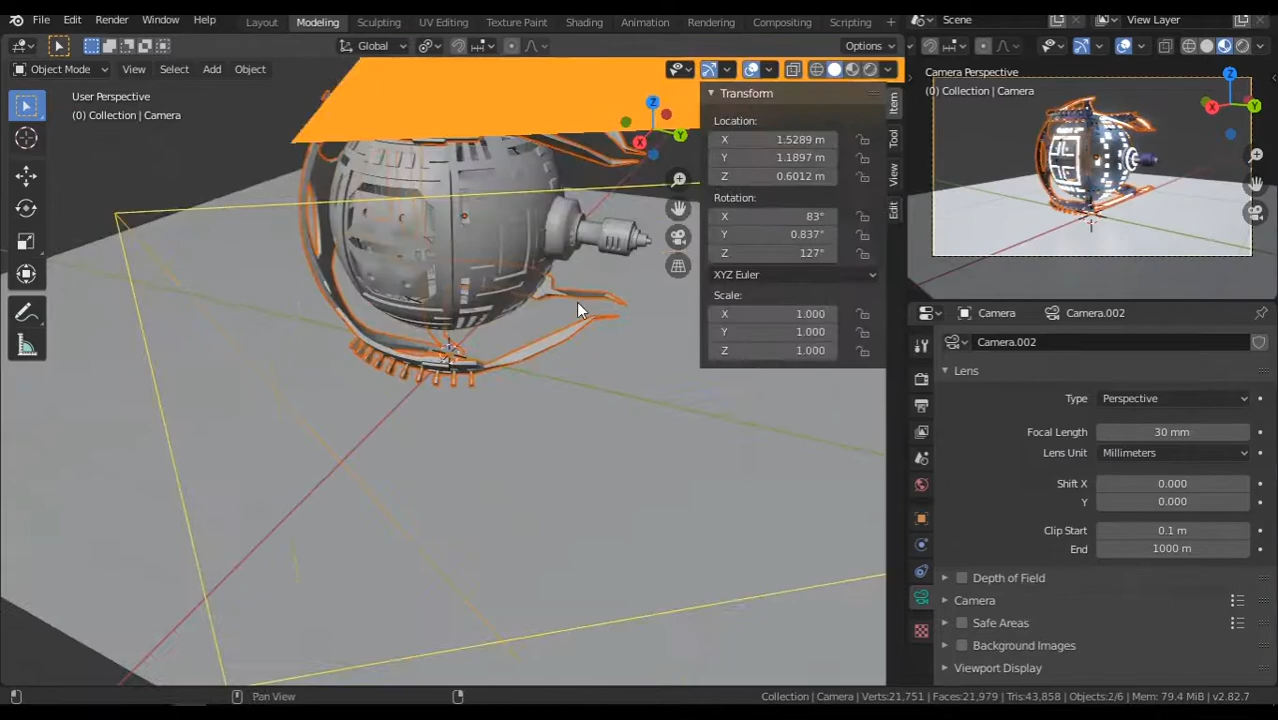 File Edit Render Window Help Layout Modeling Sculpting UV Editing Texture Paint Shading Animation Rendering Compositing Scripting + Scene View Layer
Global Options
Object Mode View Select Add Object
User Perspective
(0) Collection | Camera
Z
Y
X
Transform
Location:
X 1.5289 m
Y 1.1897 m
Z 0.6012 m
Rotation:
X 83°
Y 0.837°
Z 127°
XYZ Euler
Scale:
X 1.000
Y 1.000
Z 1.000
Item
Tool
View
Edit
Camera Perspective
(0) Collection | Camera
Z
X
Y
Camera Camera.002
Camera.002
Lens
Type Perspective
Focal Length 30 mm
Lens Unit Millimeters
Shift X 0.000
Y 0.000
Clip Start 0.1 m
End 1000 m
Depth of Field
Camera
Safe Areas
Background Images
Viewport Display
Pan View
Collection | Camera | Verts:21,751 | Faces:21,979 | Tris:43,858 | Objects:2/6 | Mem: 79.4 MiB | v2.82.7